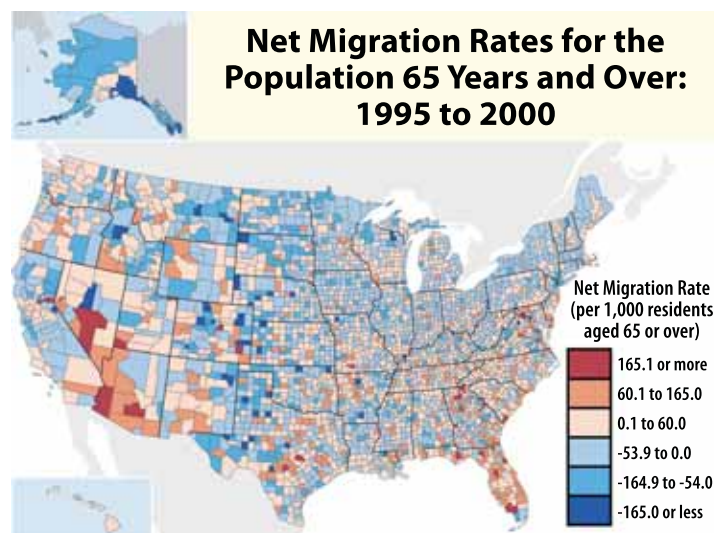 Net Migration Rates for the
Population 65 Years and Over:
1995 to 2000
Net Migration Rate
(per 1,000 residents
aged 65 or over)
165.1 or more
60.1 to 165.0
0.1 to 60.0
-53.9 to 0.0
-164.9 to -54.0
-165.0 or less